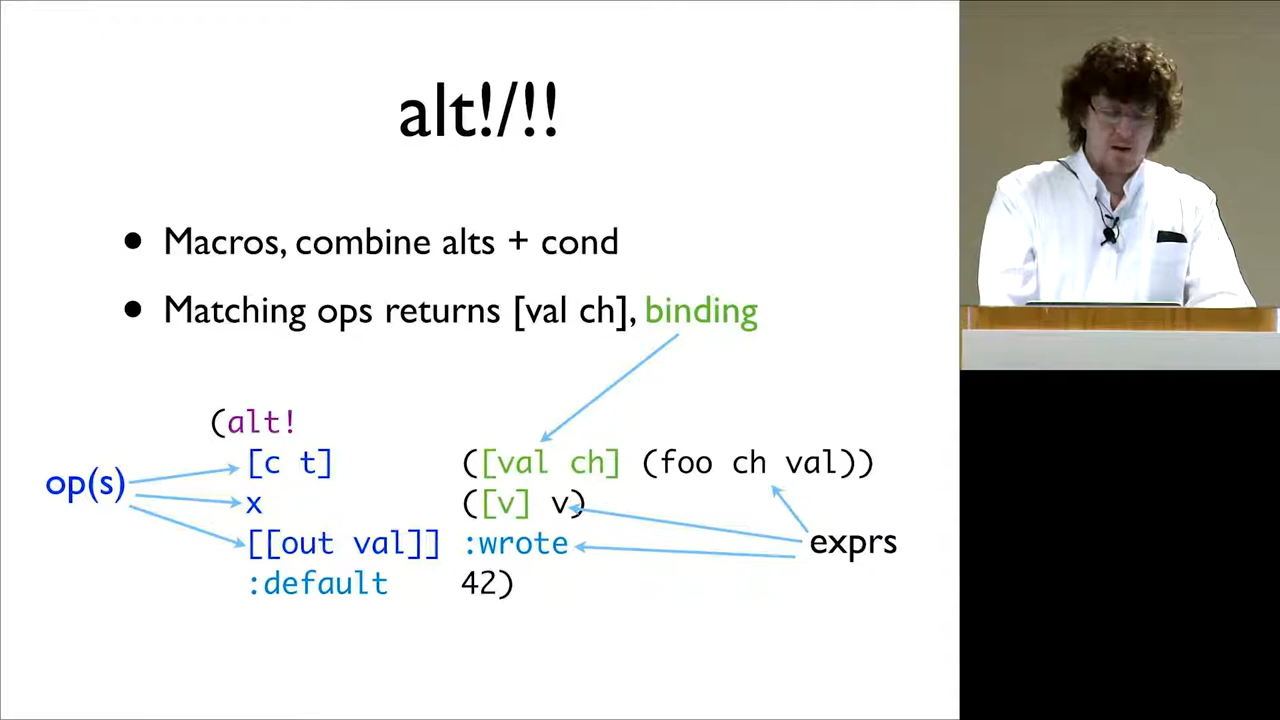 alt!/!!
• Macros, combine alts + cond
• Matching ops returns [val ch], binding
(alt!
[c t] ([val ch] (foo ch val))
op(s)
x ([v] v)
[[out val]] :wrote
exprs
:default 42)